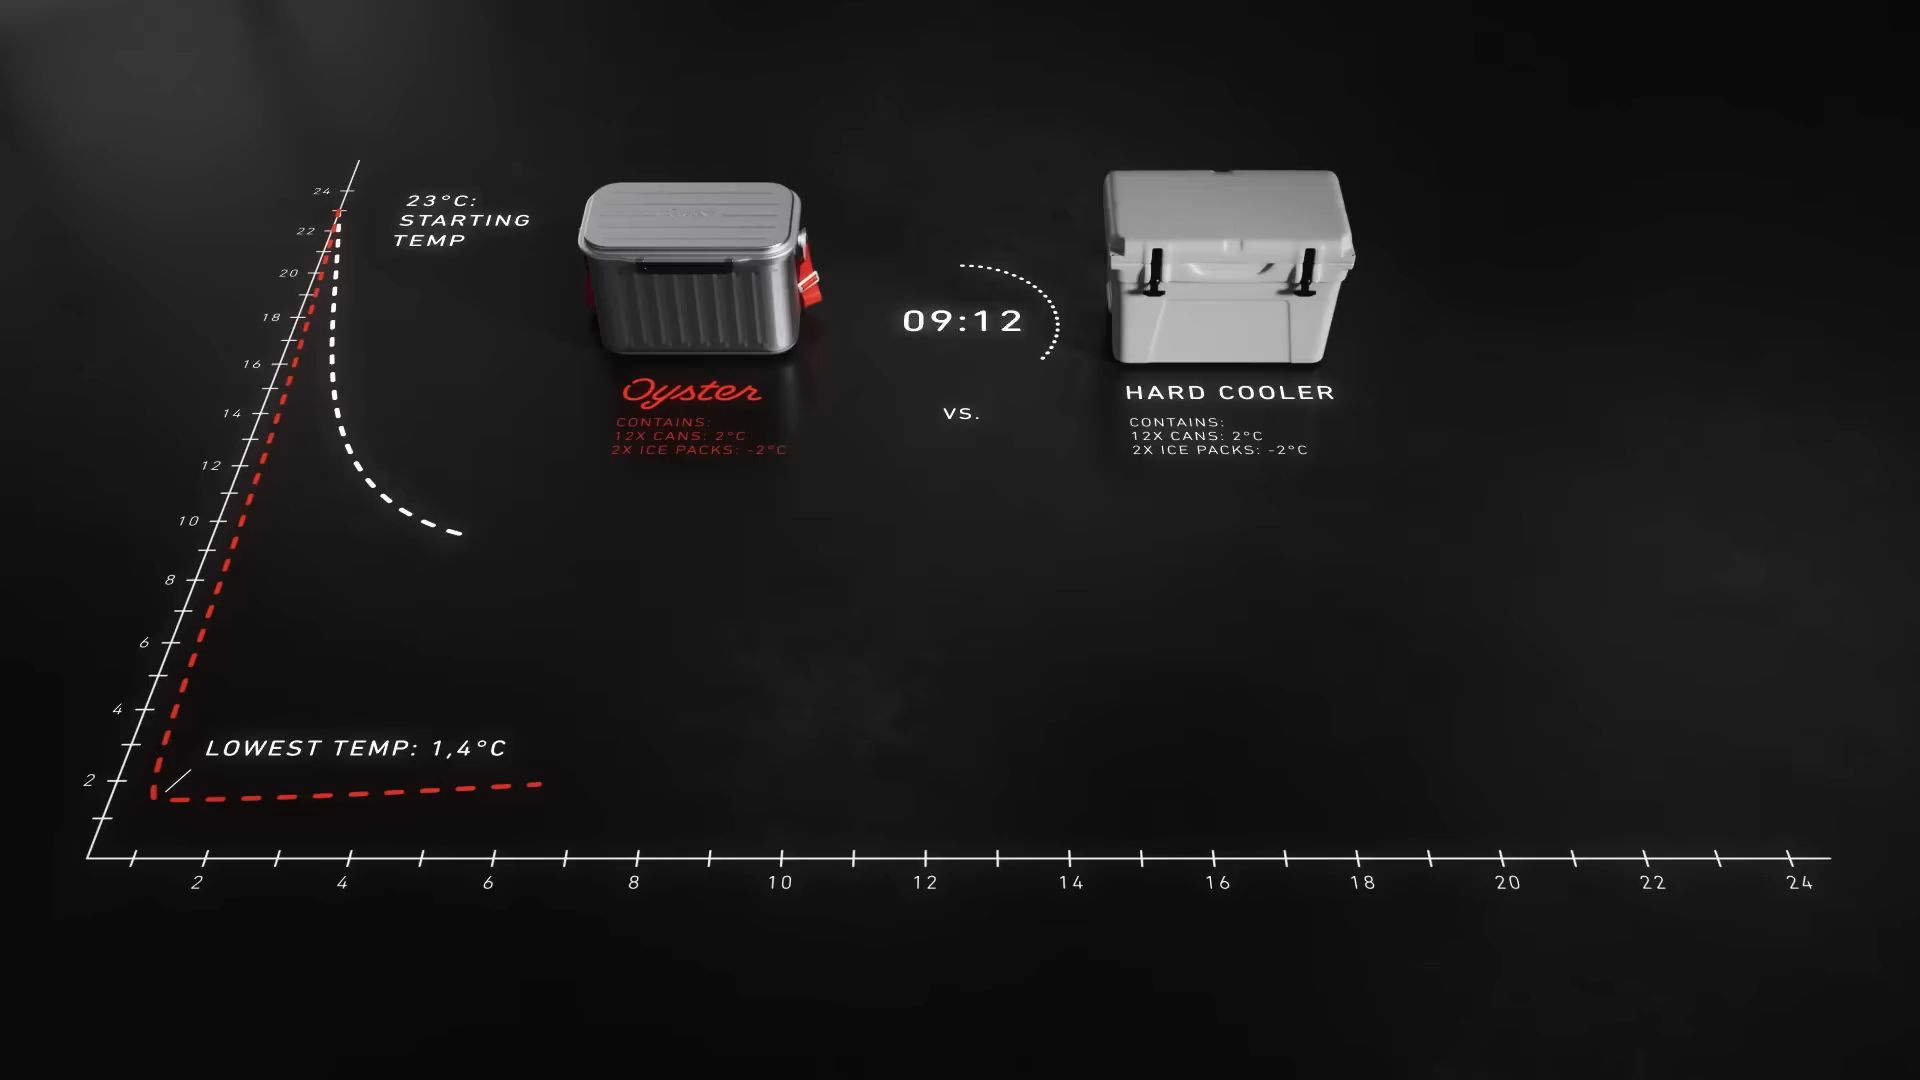 24
22
20
18
16
14
12
10
8
6
4
2
23°C:
STARTING
TEMP
09:12
VS.
Oyster
CONTAINS:
12X CANS: 2°C
2X ICE PACKS: -2°C
HARD COOLER
CONTAINS:
12X CANS: 2°C
2X ICE PACKS: -2°C
LOWEST TEMP: 1,4°C
2 4 6 8 10 12 14 16 18 20 22 24